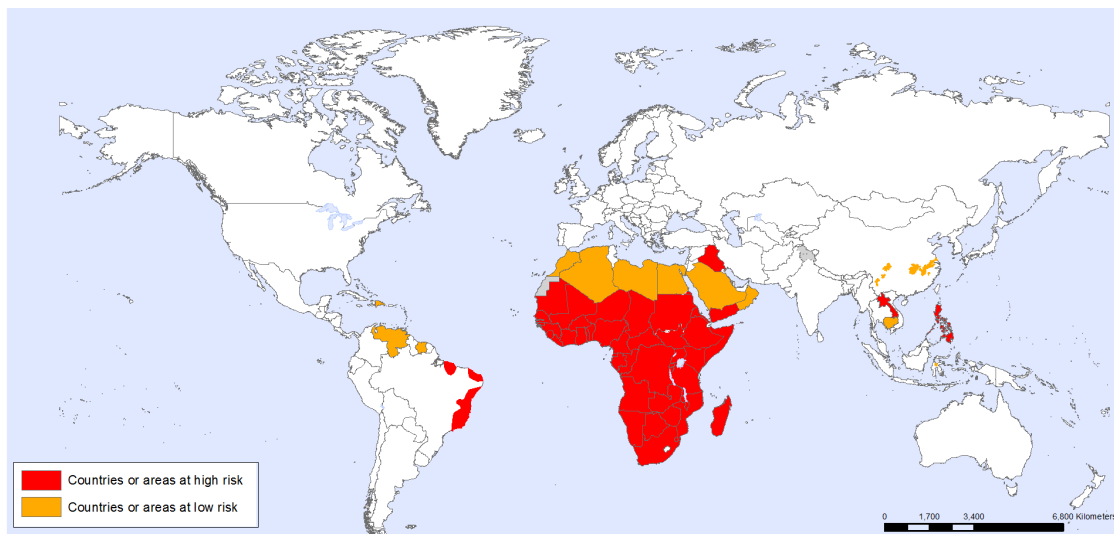 Countries or areas at high risk
Countries or areas at low risk
0 1,700 3,400 6,800 Kilometers